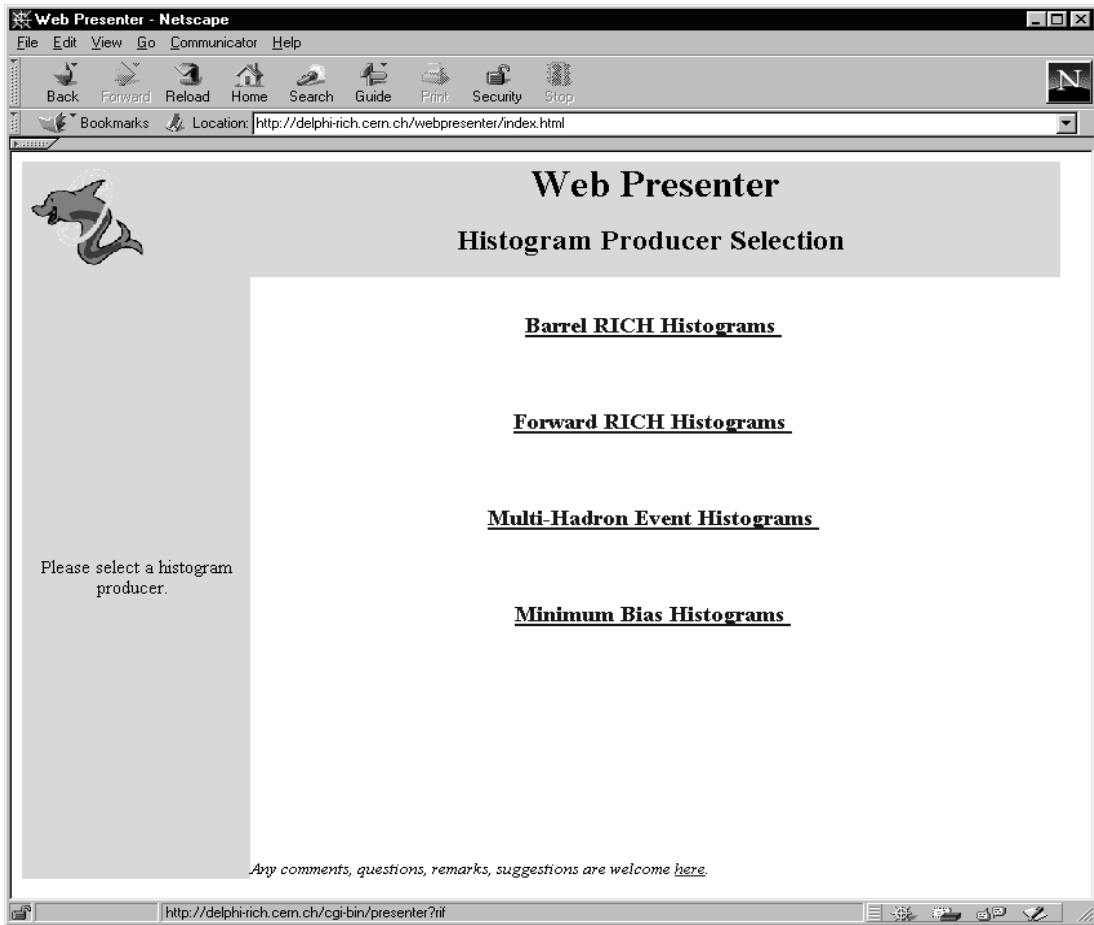 Web Presenter - Netscape
File Edit View Go Communicator Help
Back Forward Reload Home Search Guide Print Security Stop
N
Bookmarks Location: http://delphi-rich.cern.ch/webpresenter/index.html
Web Presenter
Histogram Producer Selection
Barrel RICH Histograms
Forward RICH Histograms
Multi-Hadron Event Histograms
Please select a histogram
producer.
Minimum Bias Histograms
Any comments, questions, remarks, suggestions are welcome here.
http://delphi-rich.cern.ch/cgi-bin/presenter?rif